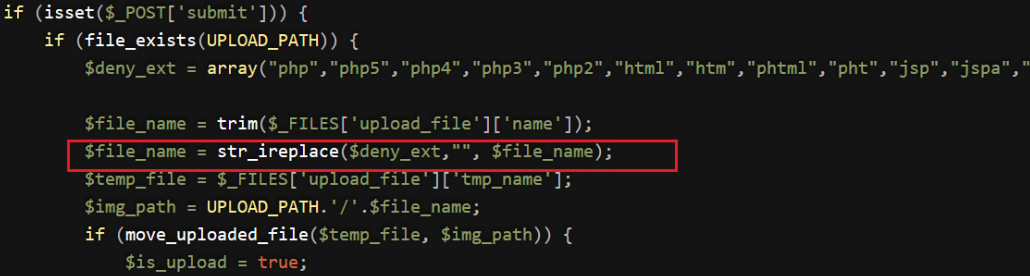 if (isset($_POST['submit'])) {
if (file_exists(UPLOAD_PATH)) {
$deny_ext = array("php","php5","php4","php3","php2","html","htm","phtml","pht","jsp","jspa","
$file_name = trim($_FILES['upload_file']['name']);
$file_name = str_ireplace($deny_ext,"", $file_name);
$temp_file = $_FILES['upload_file']['tmp_name'];
$img_path = UPLOAD_PATH.'/'.$file_name;
if (move_uploaded_file($temp_file, $img_path)) {
$is_upload = true;